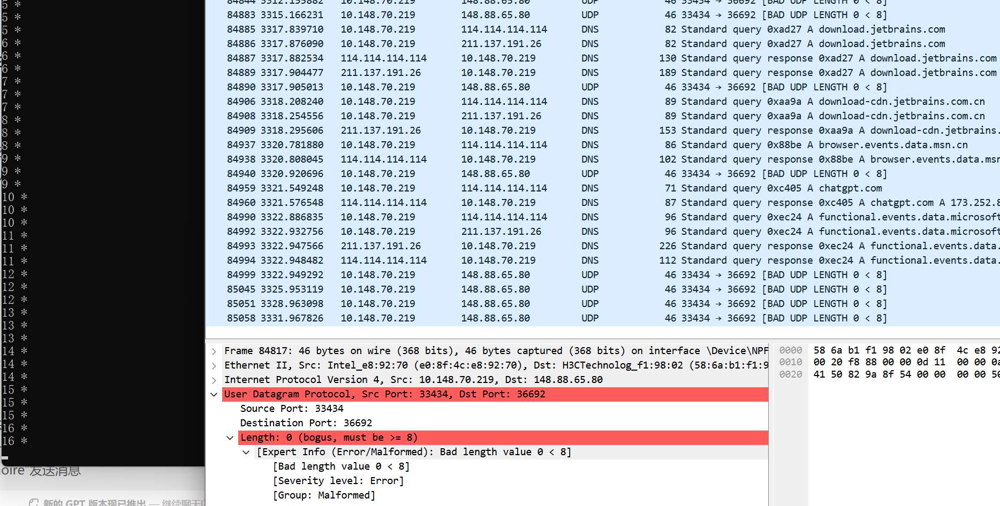 5 *
5 *
5 *
6 *
6 *
6 *
7 *
7 *
7 *
8 *
8 *
8 *
9 *
9 *
9 *
10 *
10 *
10 *
11 *
11 *
11 *
12 *
12 *
12 *
13 *
13 *
13 *
14 *
14 *
14 *
15 *
15 *
15 *
16 *
16 *
oire"发送消息
新的 GPT 版本现已推出 — 继续聊天以
84844 3312.155882 10.148.70.219 148.88.65.80 UDP 46 33434 → 36692 [BAD UDP LENGTH 0 < 8]
84883 3315.166231 10.148.70.219 148.88.65.80 UDP 46 33434 → 36692 [BAD UDP LENGTH 0 < 8]
84885 3317.839710 10.148.70.219 114.114.114.114 DNS 82 Standard query 0xad27 A download.jetbrains.com
84886 3317.876090 10.148.70.219 211.137.191.26 DNS 82 Standard query 0xad27 A download.jetbrains.com
84887 3317.882534 114.114.114.114 10.148.70.219 DNS 130 Standard query response 0xad27 A download.jetbrains.com
84889 3317.904477 211.137.191.26 10.148.70.219 DNS 189 Standard query response 0xad27 A download.jetbrains.com
84890 3317.905013 10.148.70.219 148.88.65.80 UDP 46 33434 → 36692 [BAD UDP LENGTH 0 < 8]
84906 3318.208240 10.148.70.219 114.114.114.114 DNS 89 Standard query 0xaa9a A download-cdn.jetbrains.com.cn
84908 3318.254556 10.148.70.219 211.137.191.26 DNS 89 Standard query 0xaa9a A download-cdn.jetbrains.com.cn
84909 3318.295606 211.137.191.26 10.148.70.219 DNS 153 Standard query response 0xaa9a A download-cdn.jetbrains.
84937 3320.781880 10.148.70.219 114.114.114.114 DNS 86 Standard query 0x88be A browser.events.data.msn.cn
84938 3320.808045 114.114.114.114 10.148.70.219 DNS 102 Standard query response 0x88be A browser.events.data.msn
84940 3320.920696 10.148.70.219 148.88.65.80 UDP 46 33434 → 36692 [BAD UDP LENGTH 0 < 8]
84959 3321.549248 10.148.70.219 114.114.114.114 DNS 71 Standard query 0xc405 A chatgpt.com
84960 3321.576548 114.114.114.114 10.148.70.219 DNS 87 Standard query response 0xc405 A chatgpt.com A 173.252.8
84990 3322.886835 10.148.70.219 114.114.114.114 DNS 96 Standard query 0xec24 A functional.events.data.microsoft
84992 3322.932756 10.148.70.219 211.137.191.26 DNS 96 Standard query 0xec24 A functional.events.data.microsoft
84993 3322.947566 211.137.191.26 10.148.70.219 DNS 226 Standard query response 0xec24 A functional.events.data.
84994 3322.948482 114.114.114.114 10.148.70.219 DNS 112 Standard query response 0xec24 A functional.events.data.
84999 3322.949292 10.148.70.219 148.88.65.80 UDP 46 33434 → 36692 [BAD UDP LENGTH 0 < 8]
85045 3325.953119 10.148.70.219 148.88.65.80 UDP 46 33434 → 36692 [BAD UDP LENGTH 0 < 8]
85051 3328.963098 10.148.70.219 148.88.65.80 UDP 46 33434 → 36692 [BAD UDP LENGTH 0 < 8]
85058 3331.967826 10.148.70.219 148.88.65.80 UDP 46 33434 → 36692 [BAD UDP LENGTH 0 < 8]
Frame 84817: 46 bytes on wire (368 bits), 46 bytes captured (368 bits) on interface \Device\NPF
Ethernet II, Src: Intel_e8:92:70 (e0:8f:4c:e8:92:70), Dst: H3CTechnolog_f1:98:02 (58:6a:b1:f1:9
Internet Protocol Version 4, Src: 10.148.70.219, Dst: 148.88.65.80
User Datagram Protocol, Src Port: 33434, Dst Port: 36692
Source Port: 33434
Destination Port: 36692
Length: 0 (bogus, must be >= 8)
[Expert Info (Error/Malformed): Bad length value 0 < 8]
[Bad length value 0 < 8]
[Severity level: Error]
[Group: Malformed]
0000 58 6a b1 f1 98 02 e0 8f 4c e8 92
0010 00 20 f8 88 00 00 0d 11 00 00 0a
0020 41 50 82 9a 8f 54 00 00 00 00 50